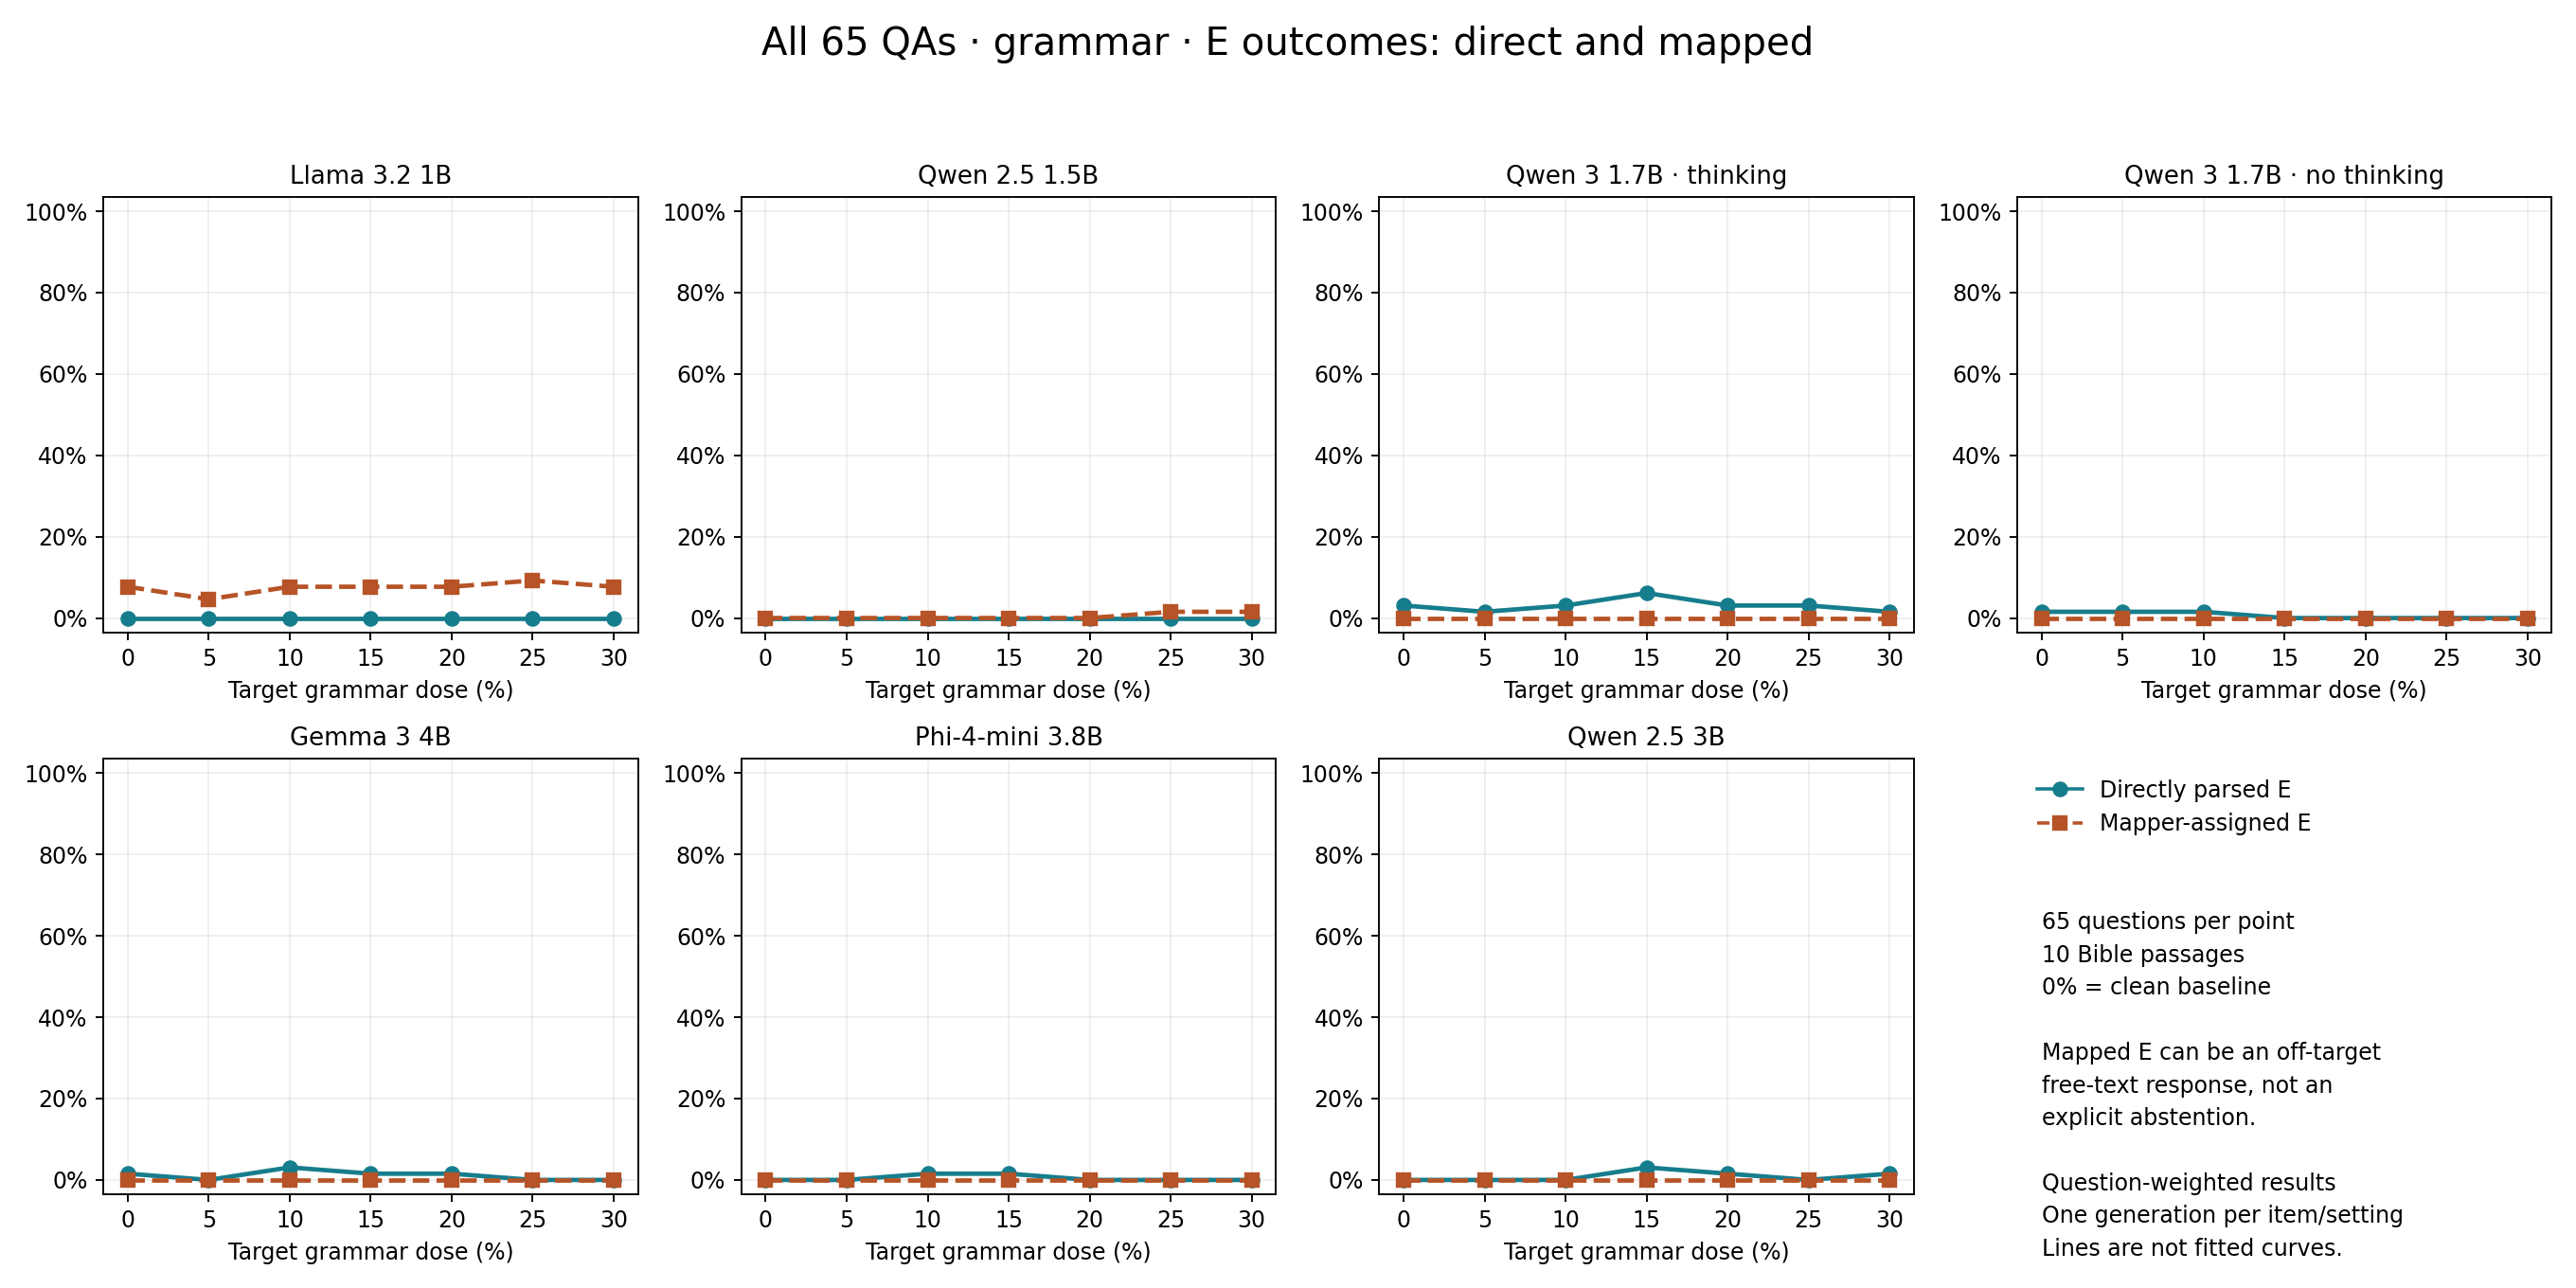 All 65 QAs · grammar · E outcomes: direct and mapped
Llama 3.2 1B
100%
80%
60%
40%
20%
0%
0 5 10 15 20 25 30
Target grammar dose (%)
Qwen 2.5 1.5B
100%
80%
60%
40%
20%
0%
0 5 10 15 20 25 30
Target grammar dose (%)
Qwen 3 1.7B · thinking
100%
80%
60%
40%
20%
0%
0 5 10 15 20 25 30
Target grammar dose (%)
Qwen 3 1.7B · no thinking
100%
80%
60%
40%
20%
0%
0 5 10 15 20 25 30
Target grammar dose (%)
Gemma 3 4B
100%
80%
60%
40%
20%
0%
0 5 10 15 20 25 30
Target grammar dose (%)
Phi-4-mini 3.8B
100%
80%
60%
40%
20%
0%
0 5 10 15 20 25 30
Target grammar dose (%)
Qwen 2.5 3B
100%
80%
60%
40%
20%
0%
0 5 10 15 20 25 30
Target grammar dose (%)
Directly parsed E
Mapper-assigned E
65 questions per point
10 Bible passages
0% = clean baseline
Mapped E can be an off-target
free-text response, not an
explicit abstention.
Question-weighted results
One generation per item/setting
Lines are not fitted curves.